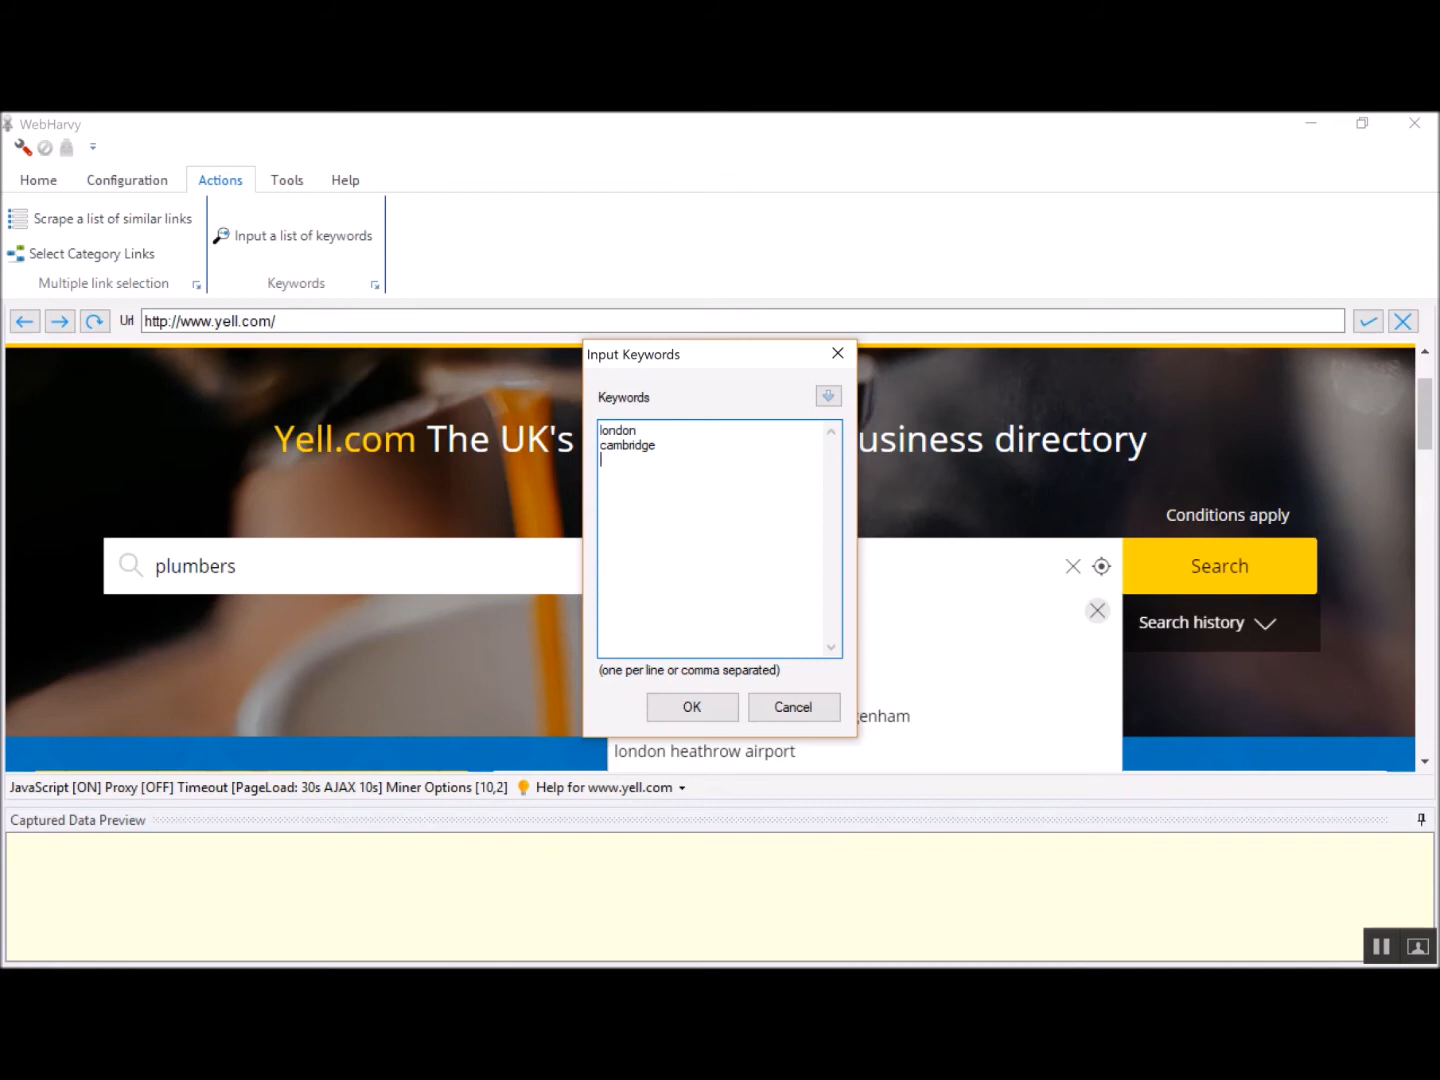 WebHarvy
Home Configuration Actions Tools Help
Scrape a list of similar links
Select Category Links
Multiple link selection
Input a list of keywords
Keywords
Url http://www.yell.com/
Yell.com The UK's
usiness directory
Conditions apply
plumbers
Search
Search history
Input Keywords
Keywords
london
cambridge
(one per line or comma separated)
OK Cancel
enham
london heathrow airport
JavaScript [ON] Proxy [OFF] Timeout [PageLoad: 30s AJAX 10s] Miner Options [10,2] Help for www.yell.com
Captured Data Preview